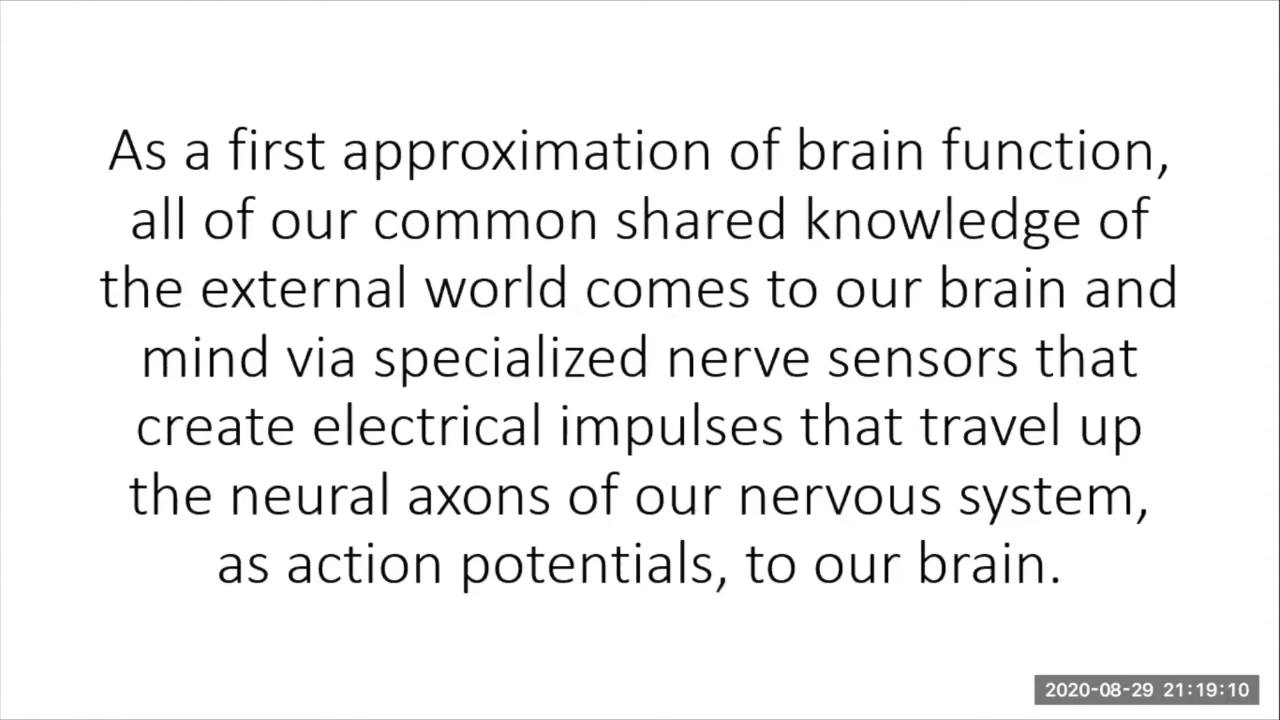 As a first approximation of brain function,
all of our common shared knowledge of
the external world comes to our brain and
mind via specialized nerve sensors that
create electrical impulses that travel up
the neural axons of our nervous system,
as action potentials, to our brain.
2020-08-29 21:19:10